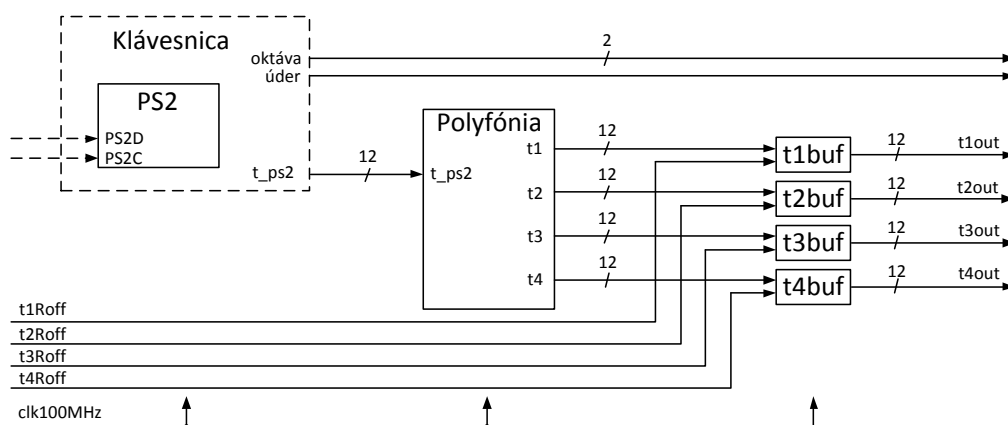 Klávesnica
oktáva
úder
2
PS2
PS2D
PS2C
t_ps2
12
Polyfónia
t_ps2
t1
t2
t3
t4
12
12
12
12
t1buf
t2buf
t3buf
t4buf
12
12
12
12
t1out
t2out
t3out
t4out
t1Roff
t2Roff
t3Roff
t4Roff
clk100MHz